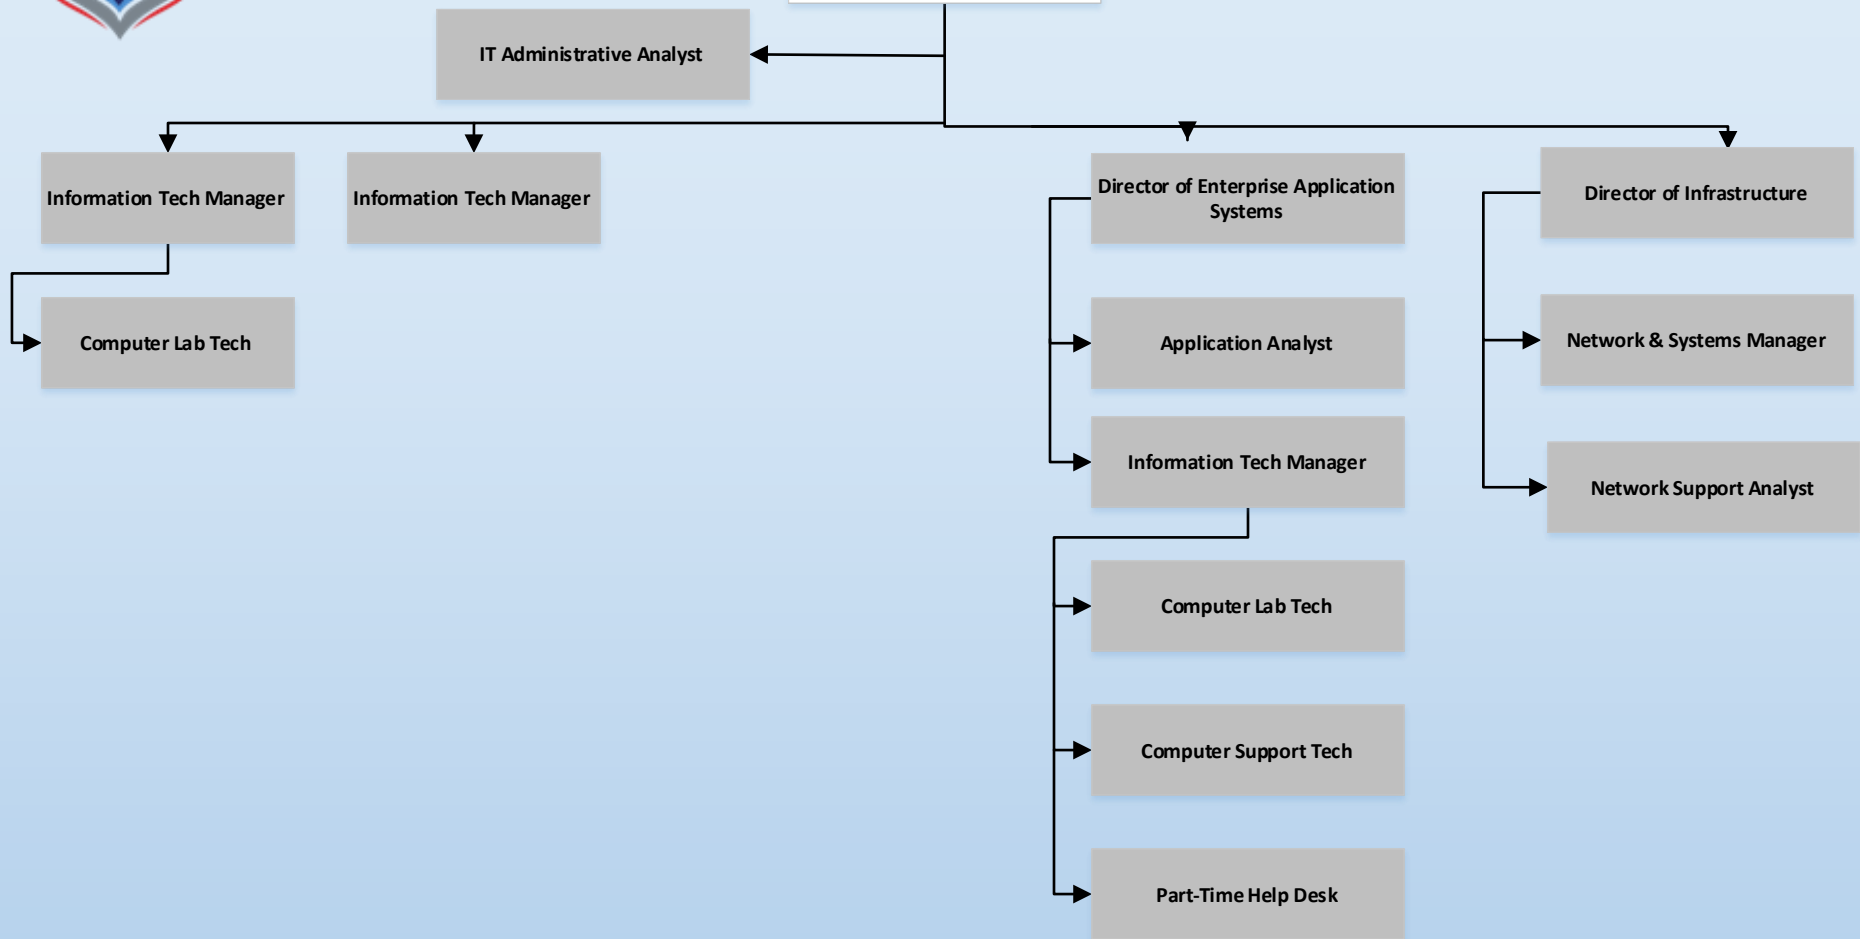 IT Administrative Analyst
Information Tech Manager
Information Tech Manager
Director of Enterprise Application
Systems
Director of Infrastructure
Computer Lab Tech
Application Analyst
Network & Systems Manager
Information Tech Manager
Network Support Analyst
Computer Lab Tech
Computer Support Tech
Part-Time Help Desk